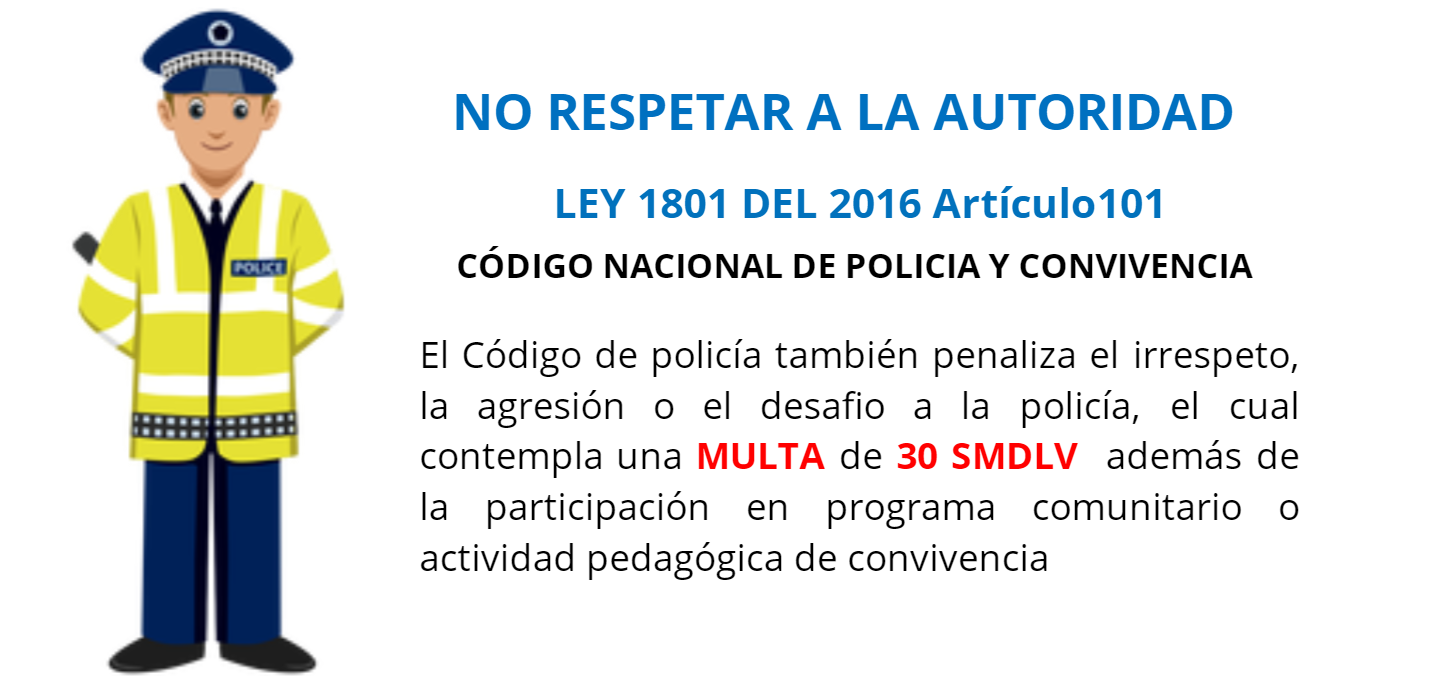 NO RESPETAR A LA AUTORIDAD
LEY 1801 DEL 2016 Artículo101
CÓDIGO NACIONAL DE POLICIA Y CONVIVENCIA
POLICE
El Código de policía también penaliza el irrespeto,
la agresión o el desafio a la policía, el cual
contempla una MULTA de 30 SMDLV además de
la participación en programa comunitario o
actividad pedagógica de convivencia